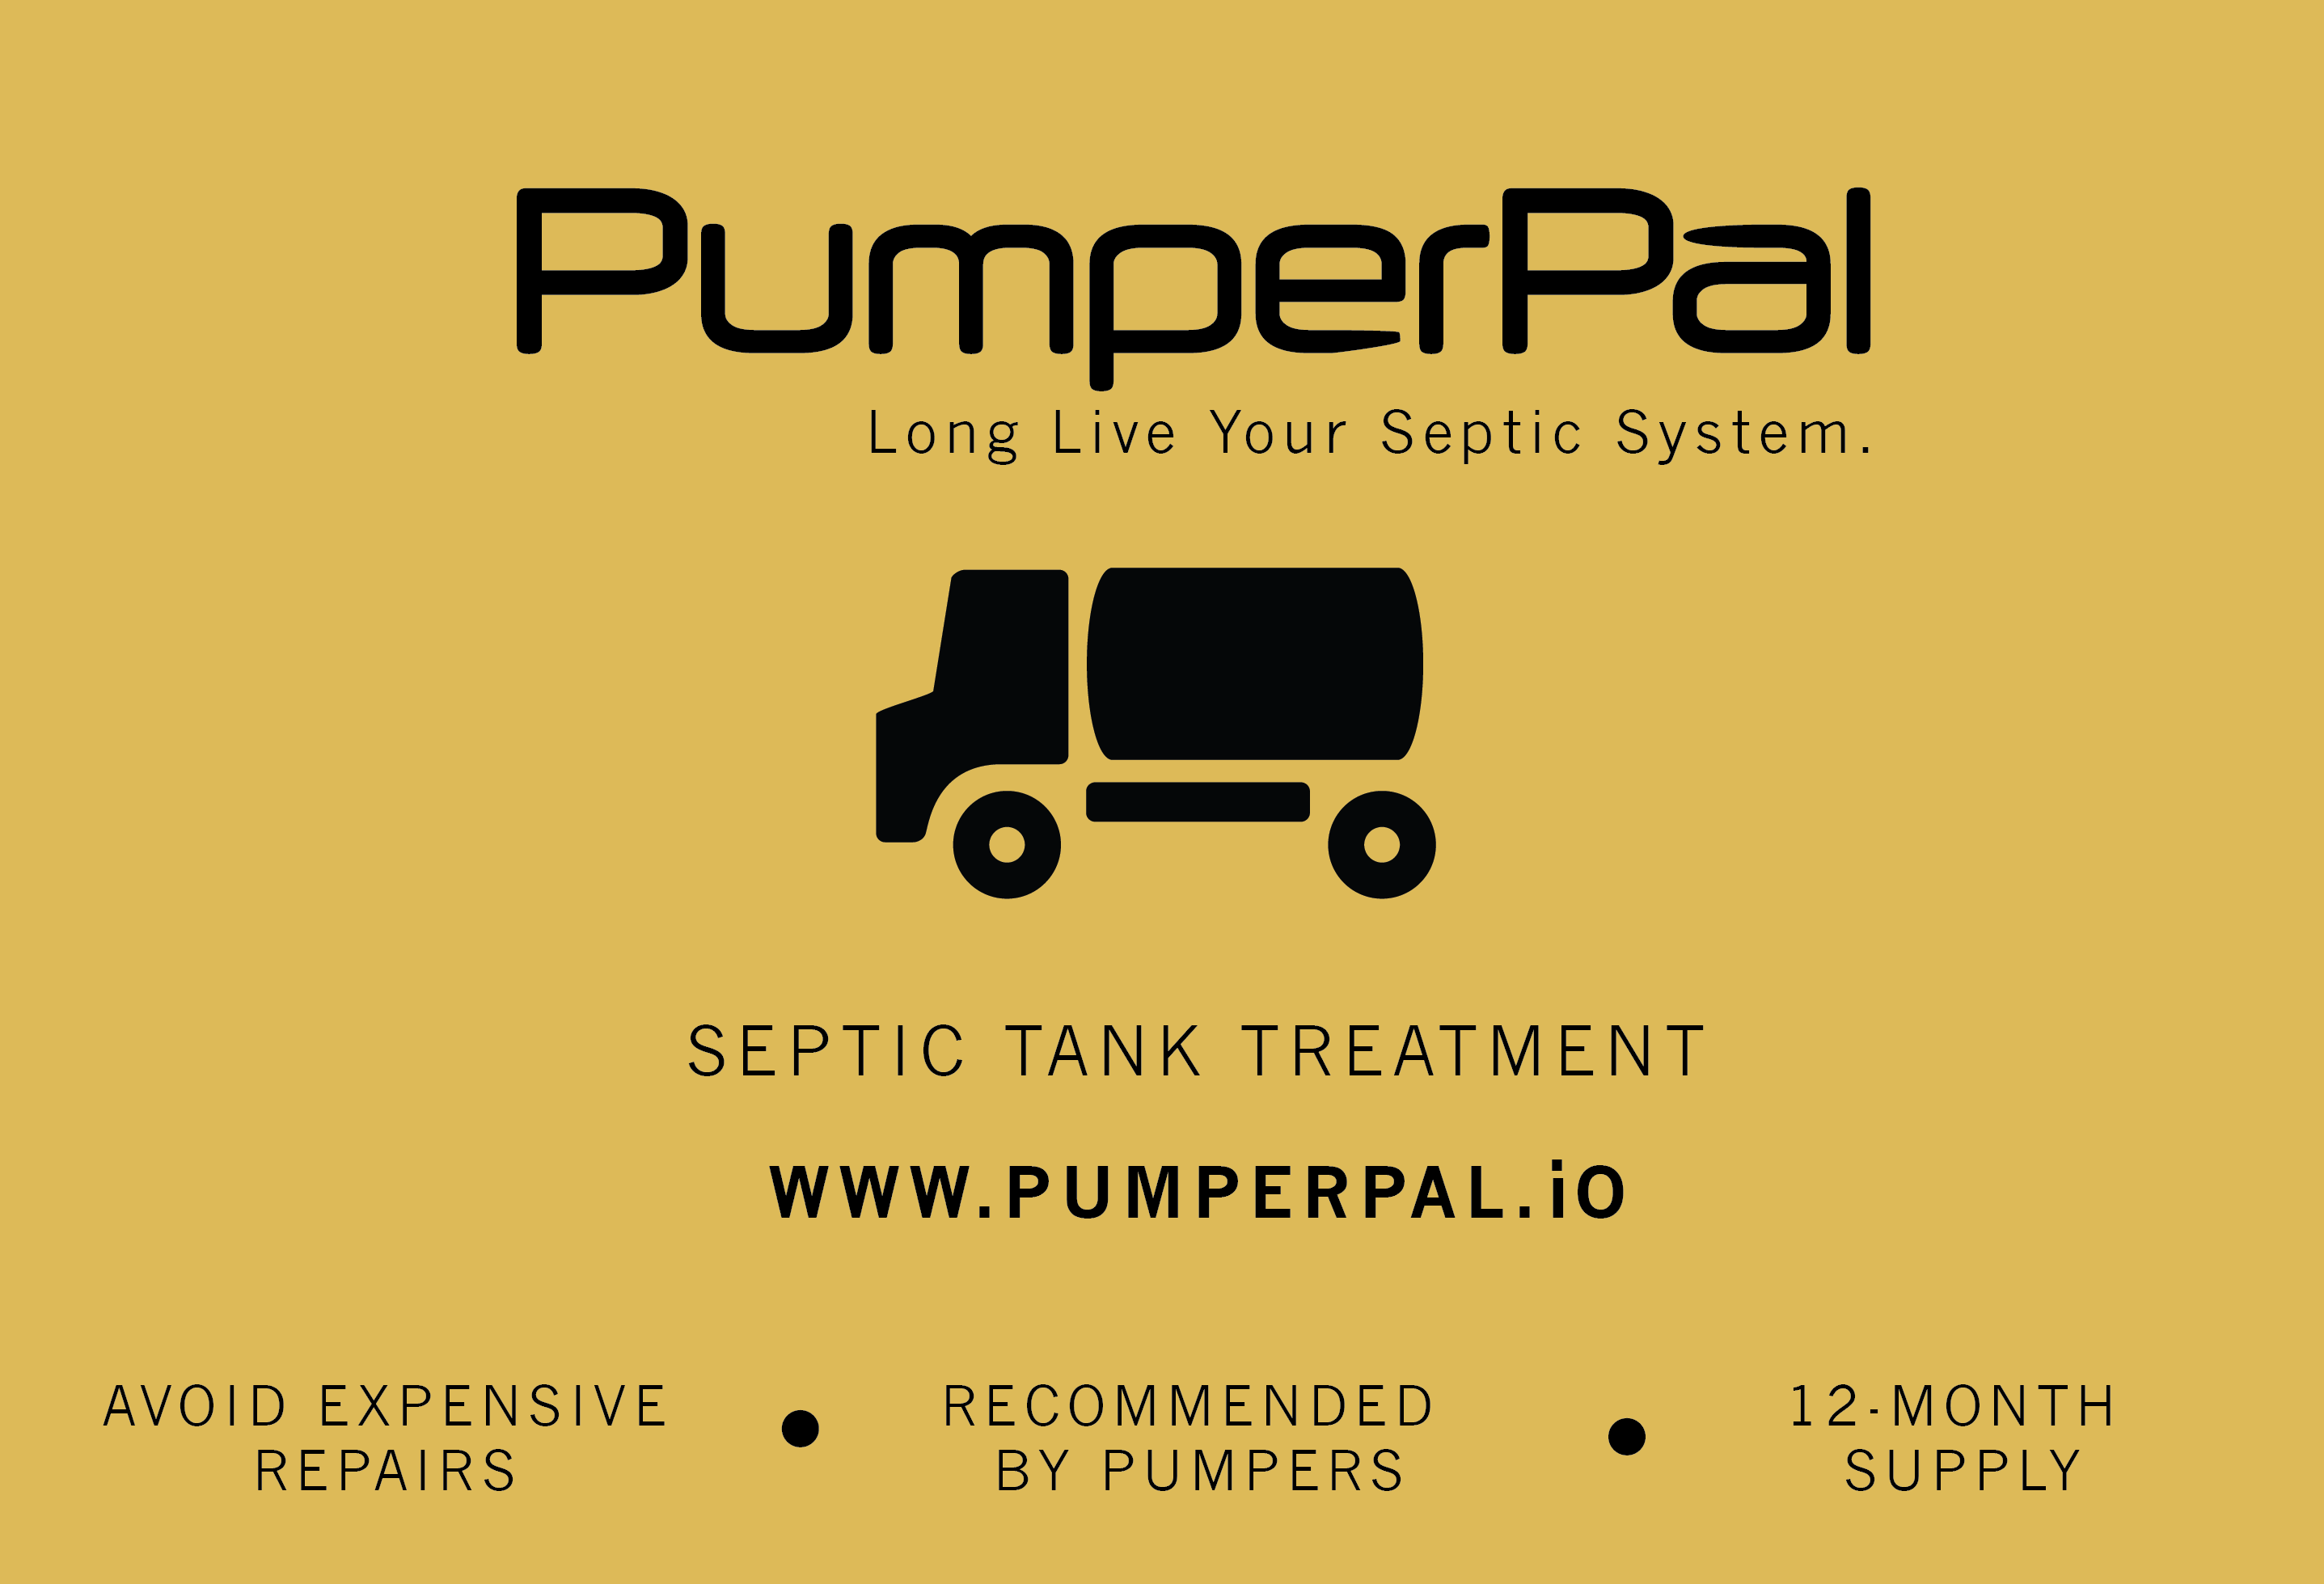 PumperPal
Long Live Your Septic System.
SEPTIC TANK TREATMENT
WWW.PUMPERPAL.iO
AVOID EXPENSIVE
REPAIRS
RECOMMENDED
BY PUMPERS
12-MONTH
SUPPLY